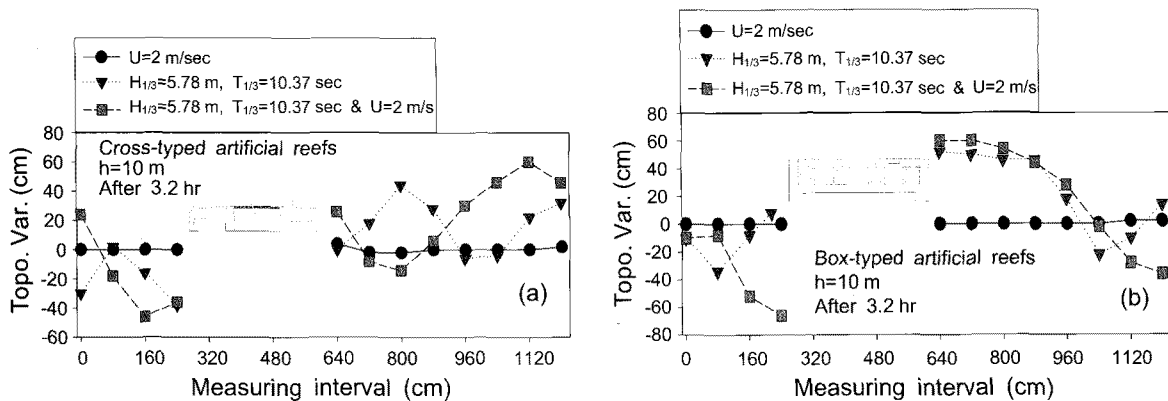 U=2 m/sec
H1/3=5.78 m, T1/3=10.37 sec
H1/3=5.78 m, T1/3=10.37 sec & U=2 m/s
Topo. Var. (cm)
80
60
40
20
0
-20
-40
-60
Cross-typed artificial reefs
h=10 m
After 3.2 hr
(a)
0 160 320 480 640 800 960 1120
Measuring interval (cm)
U=2 m/sec
H1/3=5.78 m, T1/3=10.37 sec
H1/3=5.78 m, T1/3=10.37 sec & U=2 m/s
Topo. Var. (cm)
80
60
40
20
0
-20
-40
-60
-80
Box-typed artificial reefs
h=10 m
After 3.2 hr
(b)
0 160 320 480 640 800 960 1120
Measuring interval (cm)